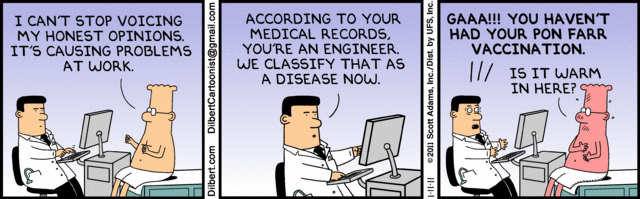 I CAN'T STOP VOICING
MY HONEST OPINIONS.
IT'S CAUSING PROBLEMS
AT WORK.
Dilbert.com DilbertCartoonist@gmail.com
ACCORDING TO YOUR
MEDICAL RECORDS,
YOU'RE AN ENGINEER.
WE CLASSIFY THAT AS
A DISEASE NOW.
1-11-11 ©2011 Scott Adams, Inc./Dist. by UFS, Inc.
GAAA!!! YOU HAVEN'T
HAD YOUR PON FARR
VACCINATION.
IS IT WARM
IN HERE?